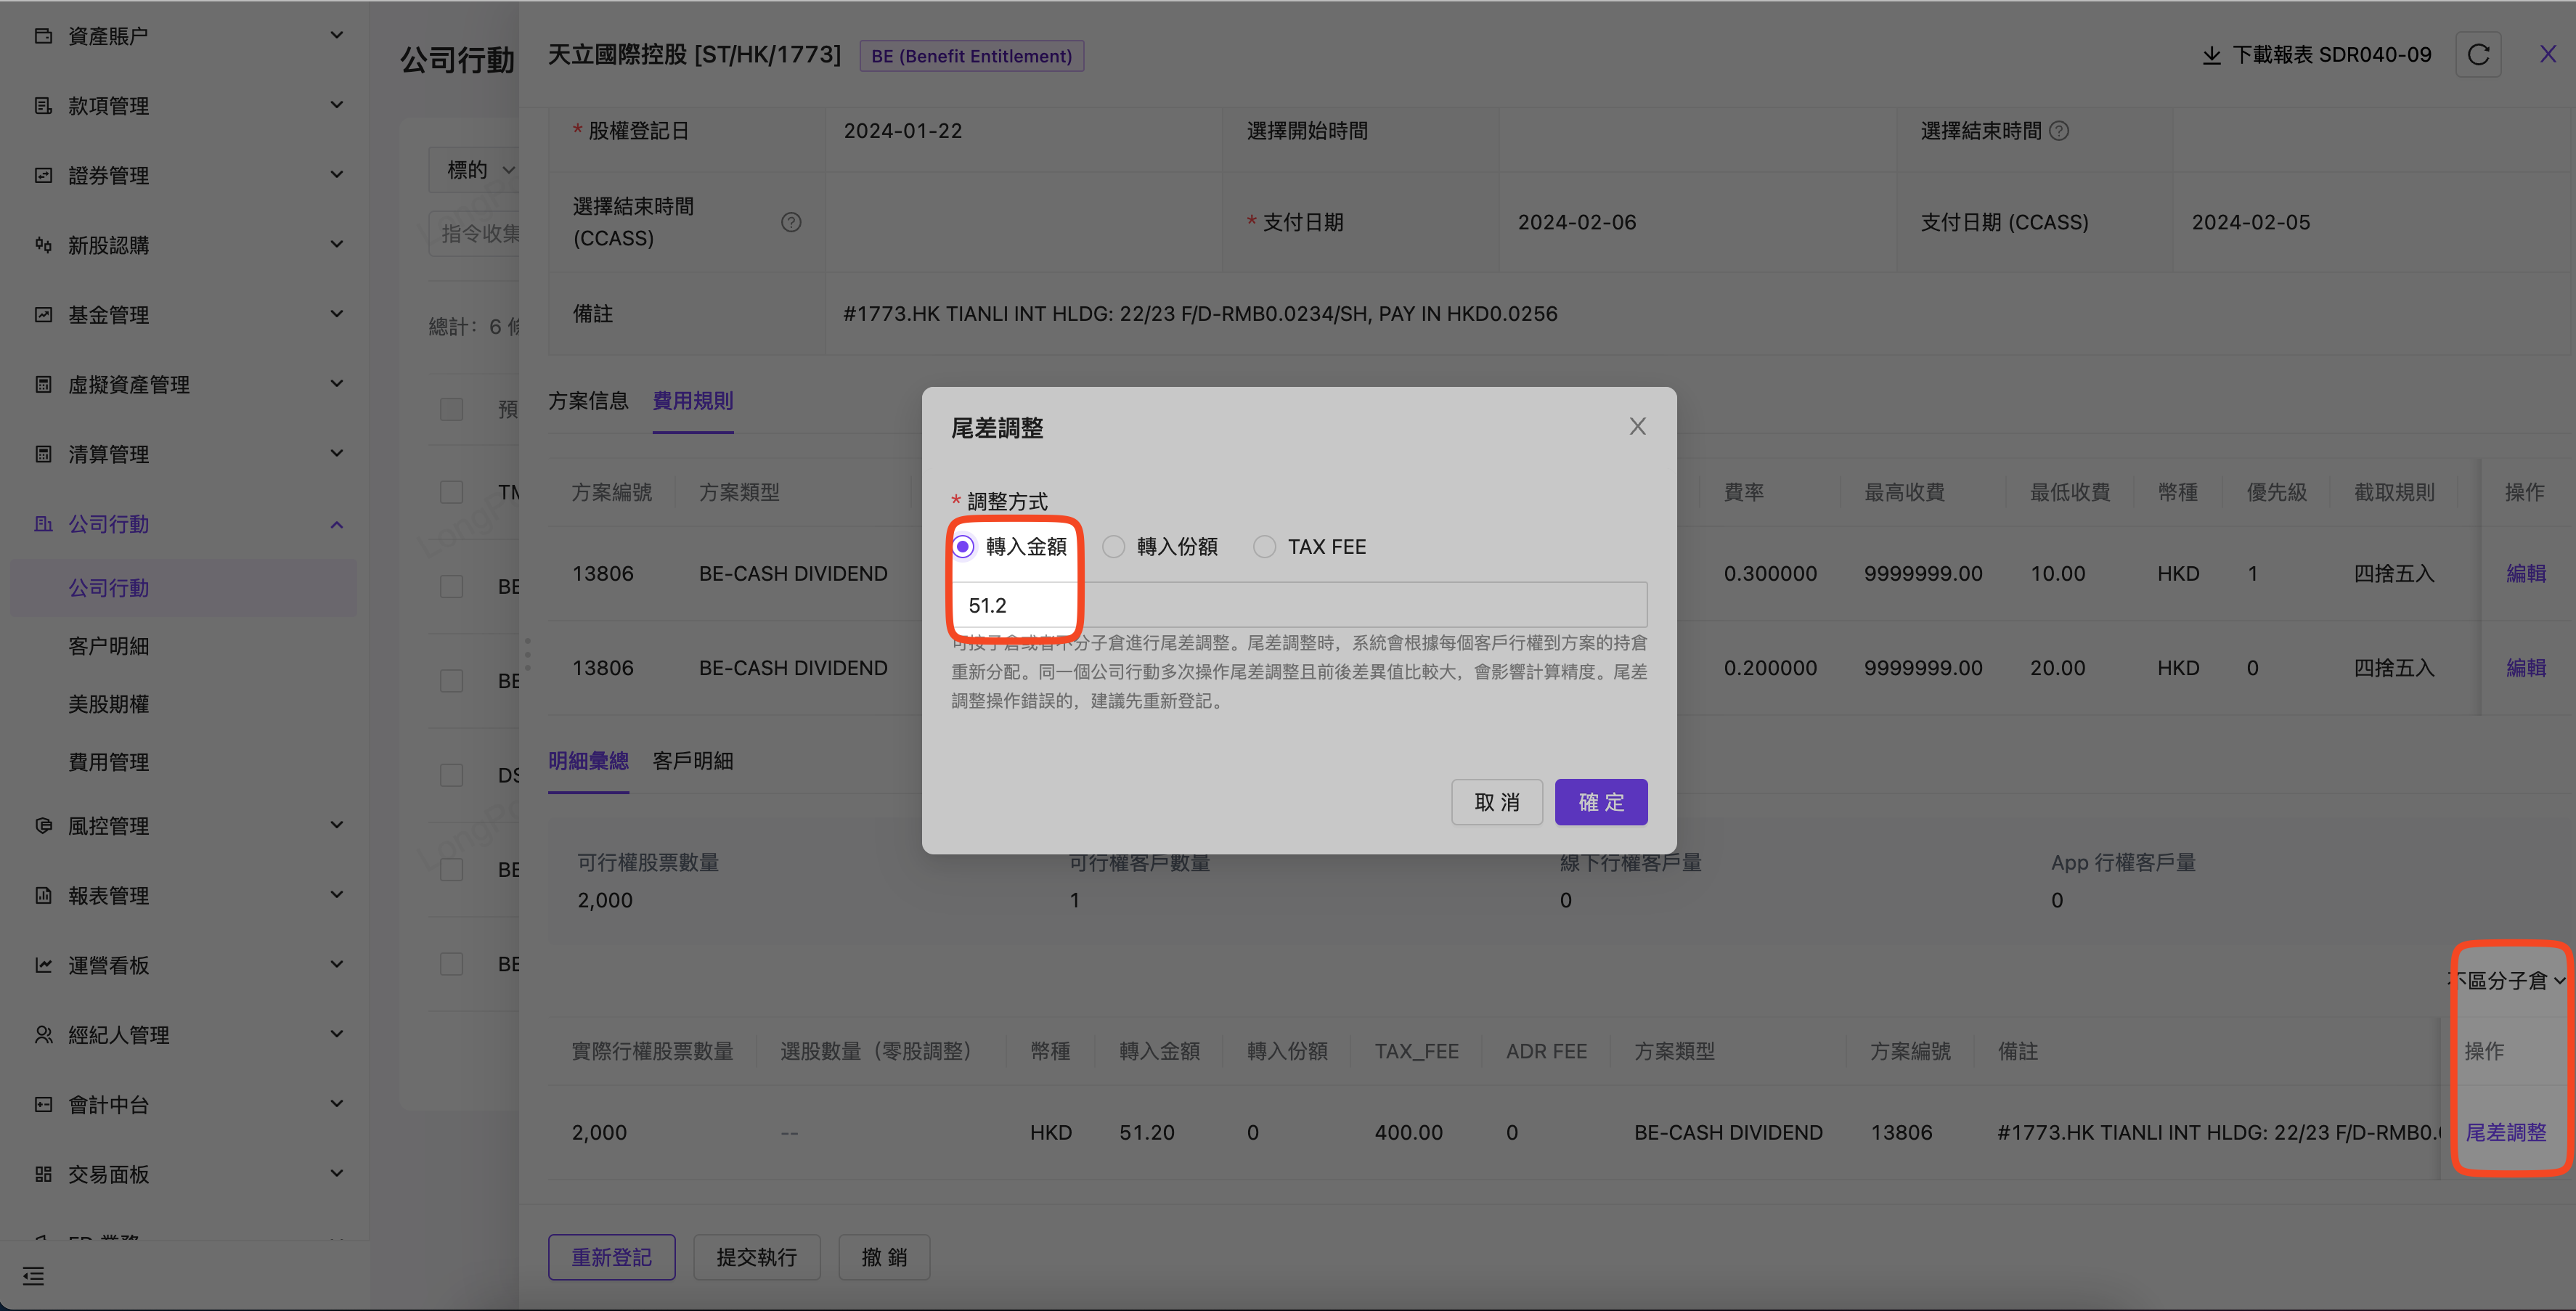 資產賬户
款項管理
證券管理
新股認購
基金管理
虛擬資產管理
清算管理
公司行動
公司行動
客户明細
美股期權
費用管理
風控管理
報表管理
運營看板
經紀人管理
會計中台
交易面板
公司行動
標的
指令收集
總計：6
預
TM
BE
BE
DS
BE
BE
天立國際控股 [ST/HK/1773]
BE (Benefit Entitlement)
下載報表 SDR040-09
* 股權登記日 2024-01-22 選擇開始時間 選擇結束時間
選擇結束時間 (CCASS) * 支付日期 2024-02-06 支付日期 (CCASS) 2024-02-05
備註 #1773.HK TIANLI INT HLDG: 22/23 F/D-RMB0.0234/SH, PAY IN HKD0.0256
方案信息 費用規則
方案編號 方案類型 費率 最高收費 最低收費 幣種 優先級 截取規則 操作
13806 BE-CASH DIVIDEND 0.300000 9999999.00 10.00 HKD 1 四捨五入 編輯
13806 BE-CASH DIVIDEND 0.200000 9999999.00 20.00 HKD 0 四捨五入 編輯
尾差調整
* 調整方式
轉入金額 轉入份額 TAX FEE
51.2
可按子倉或者不分子倉進行尾差調整。尾差調整時，系統會根據每個客戶行權到方案的持倉
重新分配。同一個公司行動多次操作尾差調整且前後差異值比較大，會影響計算精度。尾差
調整操作錯誤的，建議先重新登記。
取 消 確 定
明細彙總 客戶明細
可行權股票數量 可行權客戶數量 線下行權客戶量 App 行權客戶量
2,000 1 0 0
不區分子倉
實際行權股票數量 選股數量（零股調整） 幣種 轉入金額 轉入份額 TAX_FEE ADR FEE 方案類型 方案編號 備註 操作
2,000 -- HKD 51.20 0 400.00 0 BE-CASH DIVIDEND 13806 #1773.HK TIANLI INT HLDG: 22/23 F/D-RMB0. 尾差調整
重新登記 提交執行 撤 銷